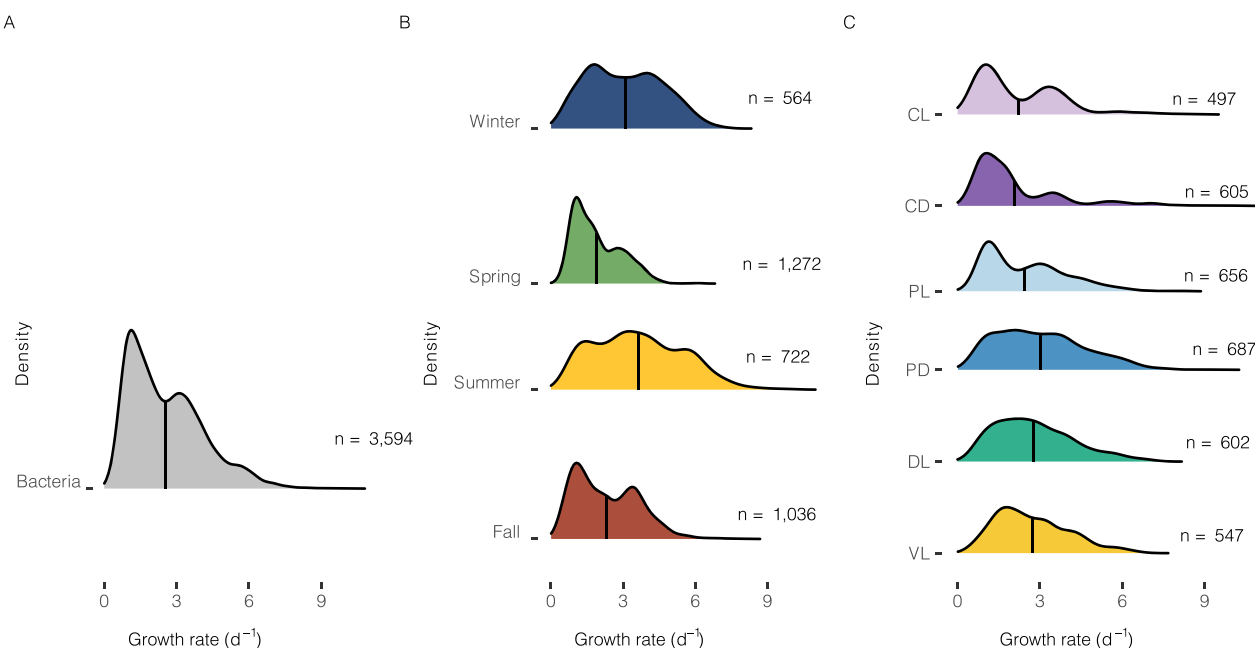 A
Density
Bacteria
n = 3,594
0 3 6 9
Growth rate (d⁻¹)
B
Density
Winter
n = 564
Spring
n = 1,272
Summer
n = 722
Fall
n = 1,036
0 3 6 9
Growth rate (d⁻¹)
C
Density
CL
n = 497
CD
n = 605
PL
n = 656
PD
n = 687
DL
n = 602
VL
n = 547
0 3 6 9
Growth rate (d⁻¹)